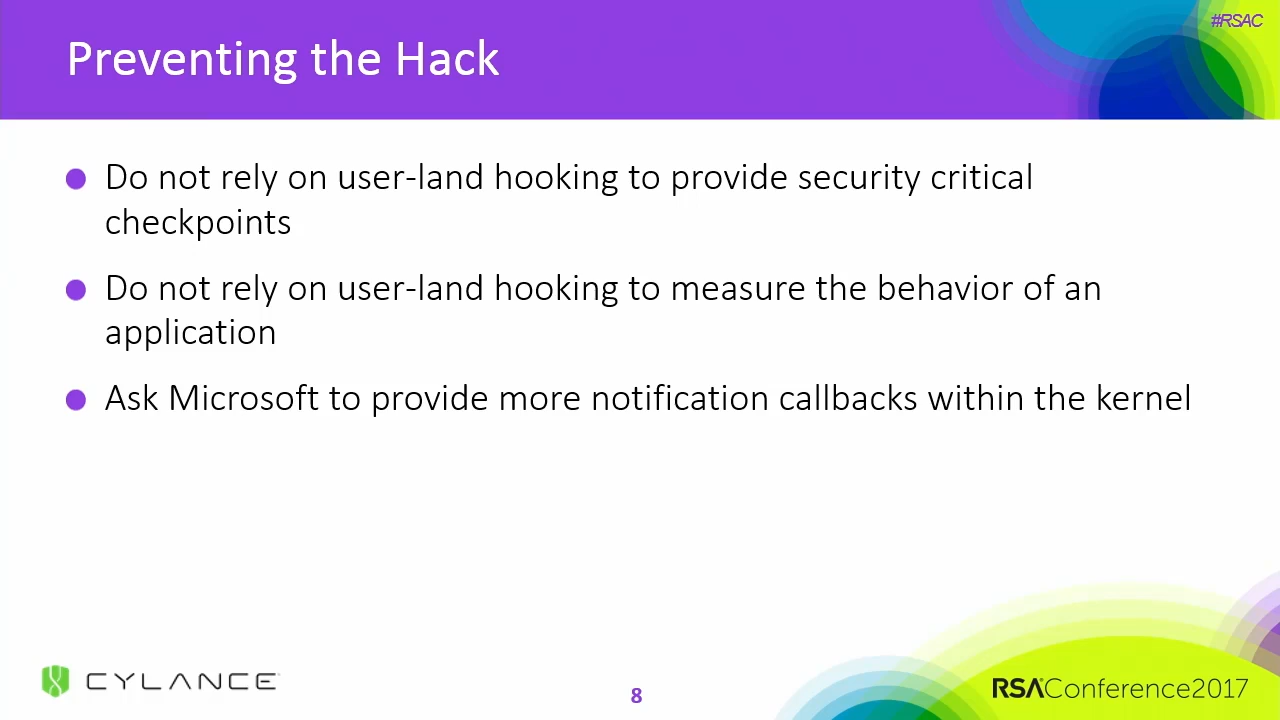 #RSAC
Preventing the Hack
Do not rely on user-land hooking to provide security critical
checkpoints
Do not rely on user-land hooking to measure the behavior of an
application
Ask Microsoft to provide more notification callbacks within the kernel
CYLANCE
8
RSAConference2017